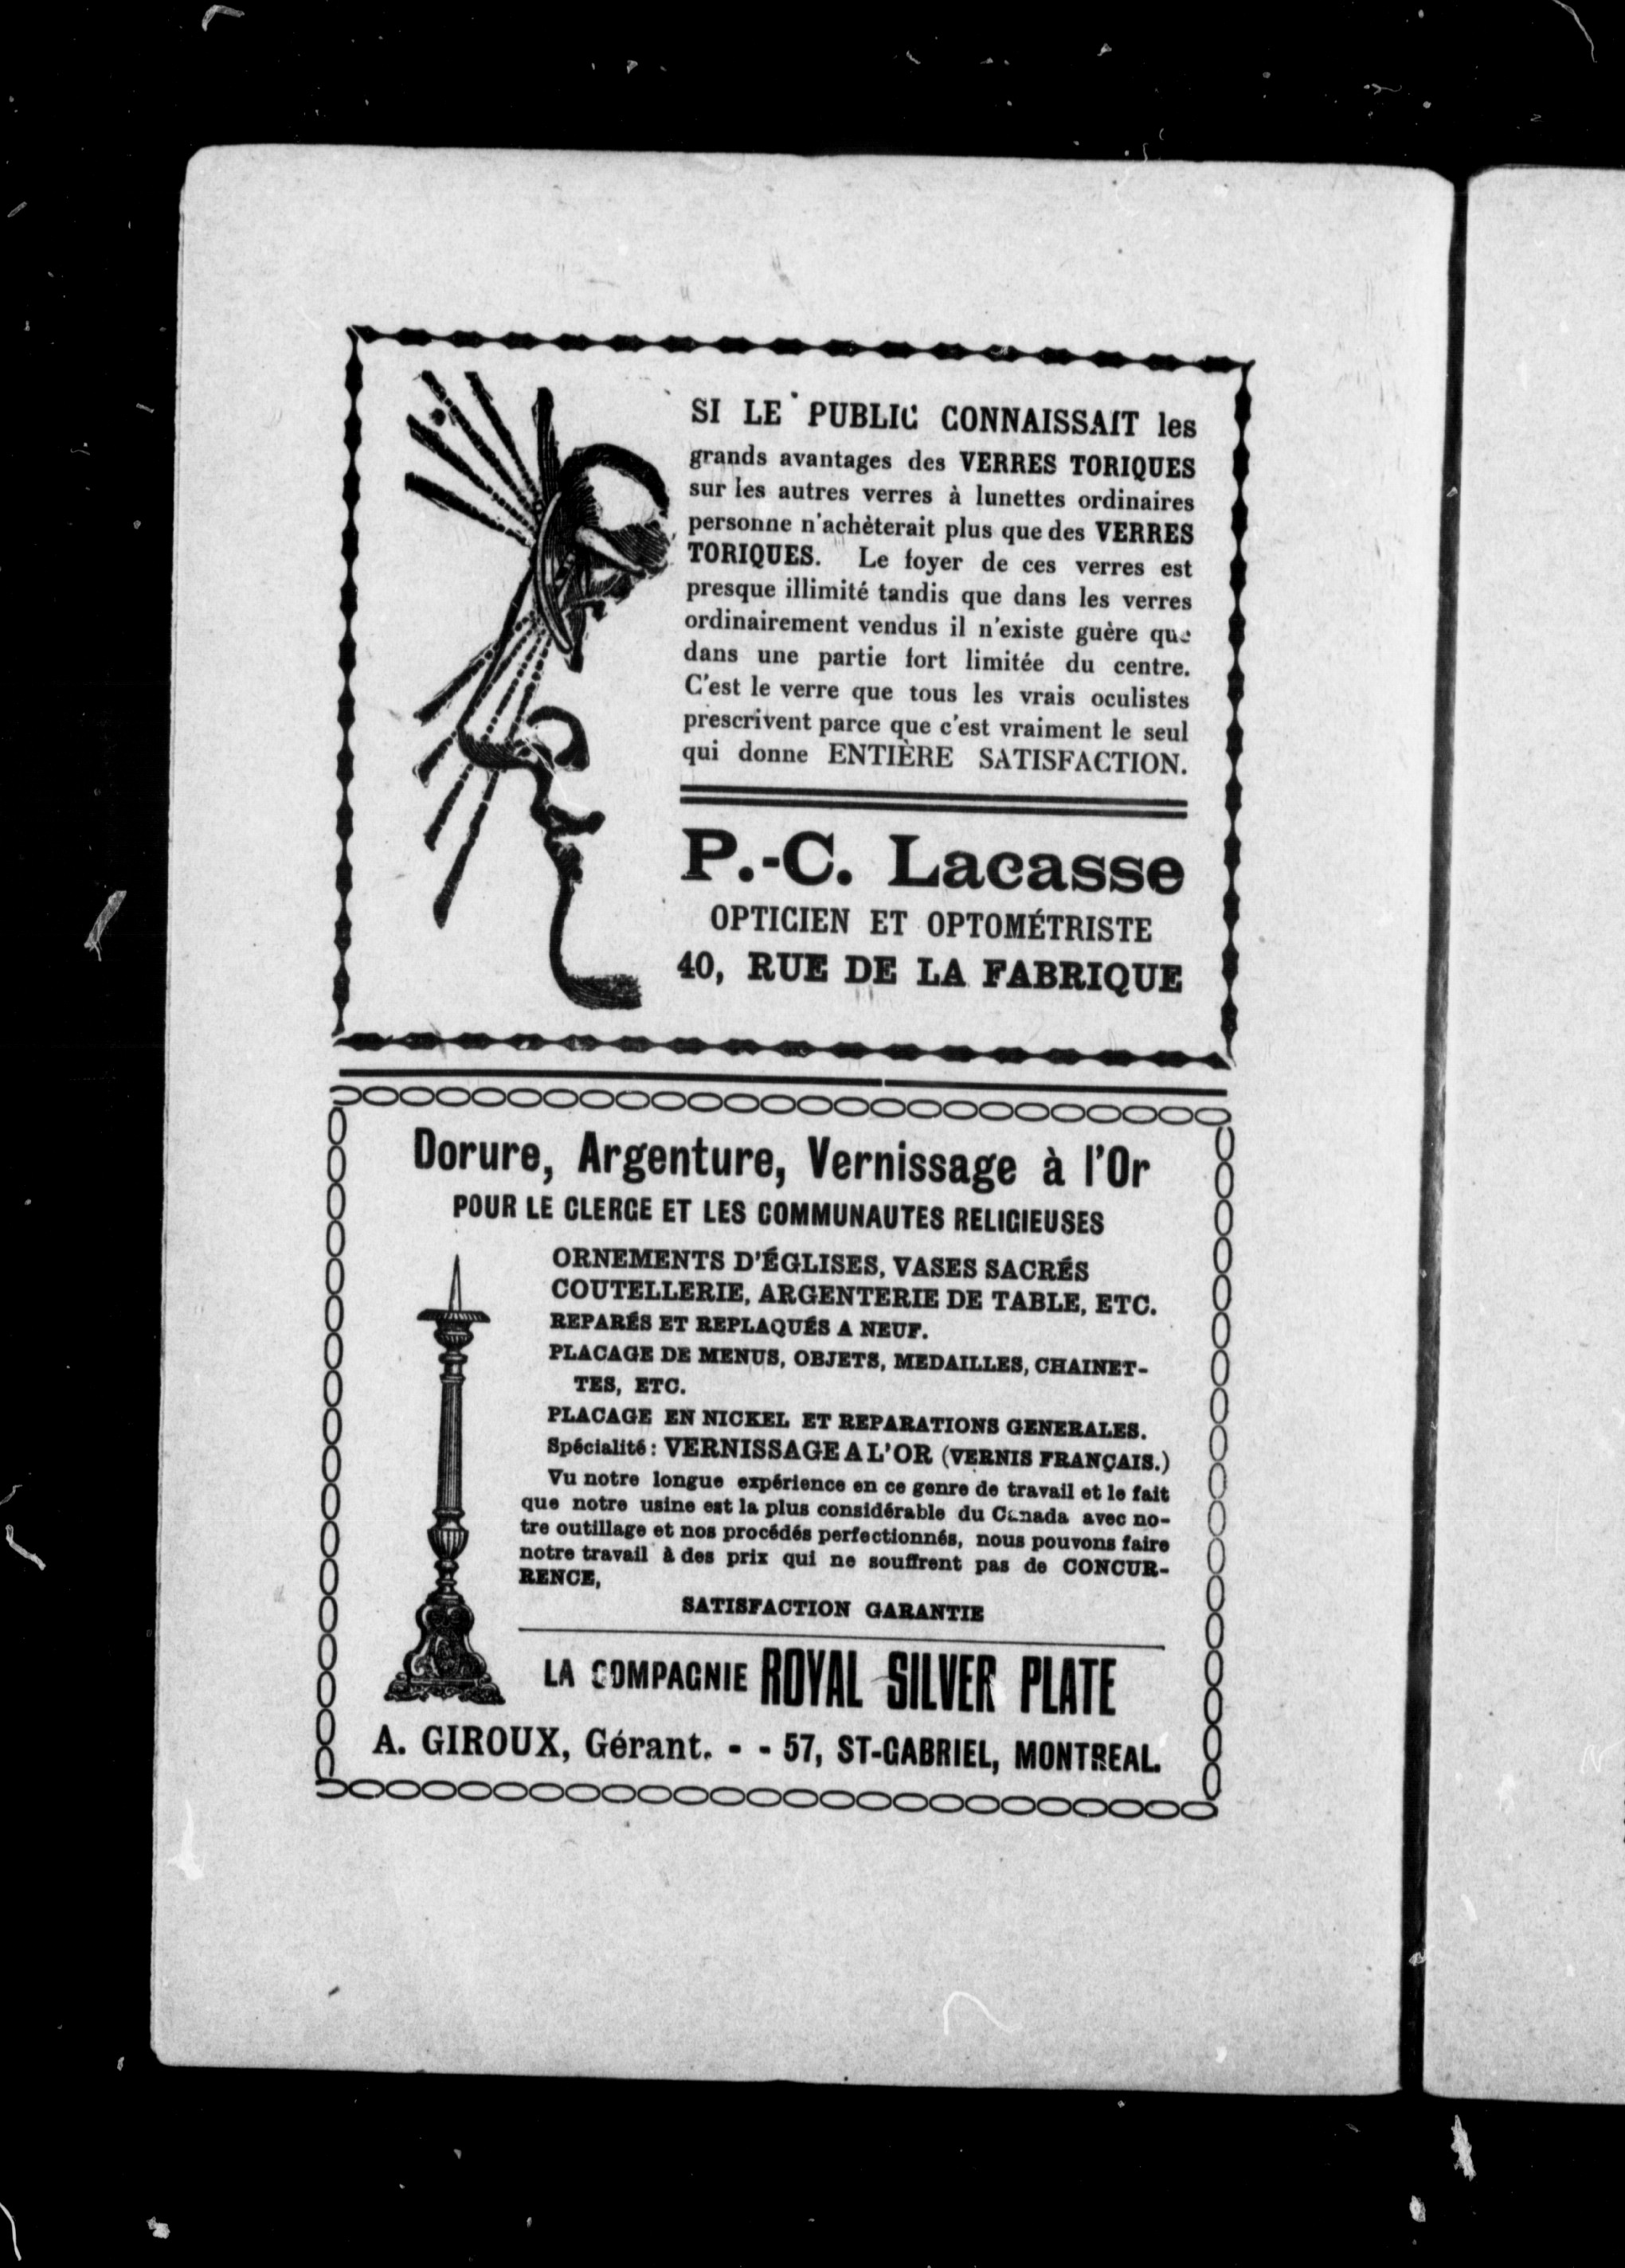 SI LE PUBLIC CONNAISSAIT les
grands avantages des VERRES TORIQUES
sur les autres verres à lunettes ordinaires
personne n'achèterait plus que des VERRES
TORIQUES. Le foyer de ces verres est
presque illimité tandis que dans les verres
ordinairement vendus il n'existe guère que
dans une partie fort limitée du centre.
C'est le verre que tous les vrais oculistes
prescrivent parce que c'est vraiment le seul
qui donne ENTIÈRE SATISFACTION.
P.-C. Lacasse
OPTICIEN ET OPTOMÉTRISTE
40, RUE DE LA FABRIQUE
Dorure, Argenture, Vernissage à l'Or
POUR LE CLERGE ET LES COMMUNAUTES RELIGIEUSES
ORNEMENTS D'ÉGLISES, VASES SACRÉS
COUTELLERIE, ARGENTERIE DE TABLE, ETC.
REPARÉS ET REPLAQUÉS A NEUF.
PLACAGE DE MENUS, OBJETS, MEDAILLES, CHAINET-
TES, ETC.
PLACAGE EN NICKEL ET REPARATIONS GENERALES.
Spécialité: VERNISSAGE A L'OR (VERNIS FRANÇAIS.)
Vu notre longue expérience en ce genre de travail et le fait
que notre usine est la plus considérable du Canada avec no-
tre outillage et nos procédés perfectionnés, nous pouvons faire
notre travail à des prix qui ne souffrent pas de CONCUR-
RENCE,
SATISFACTION GARANTIE
LA COMPAGNIE ROYAL SILVER PLATE
A. GIROUX, Gérant. - - 57, ST-GABRIEL, MONTREAL.